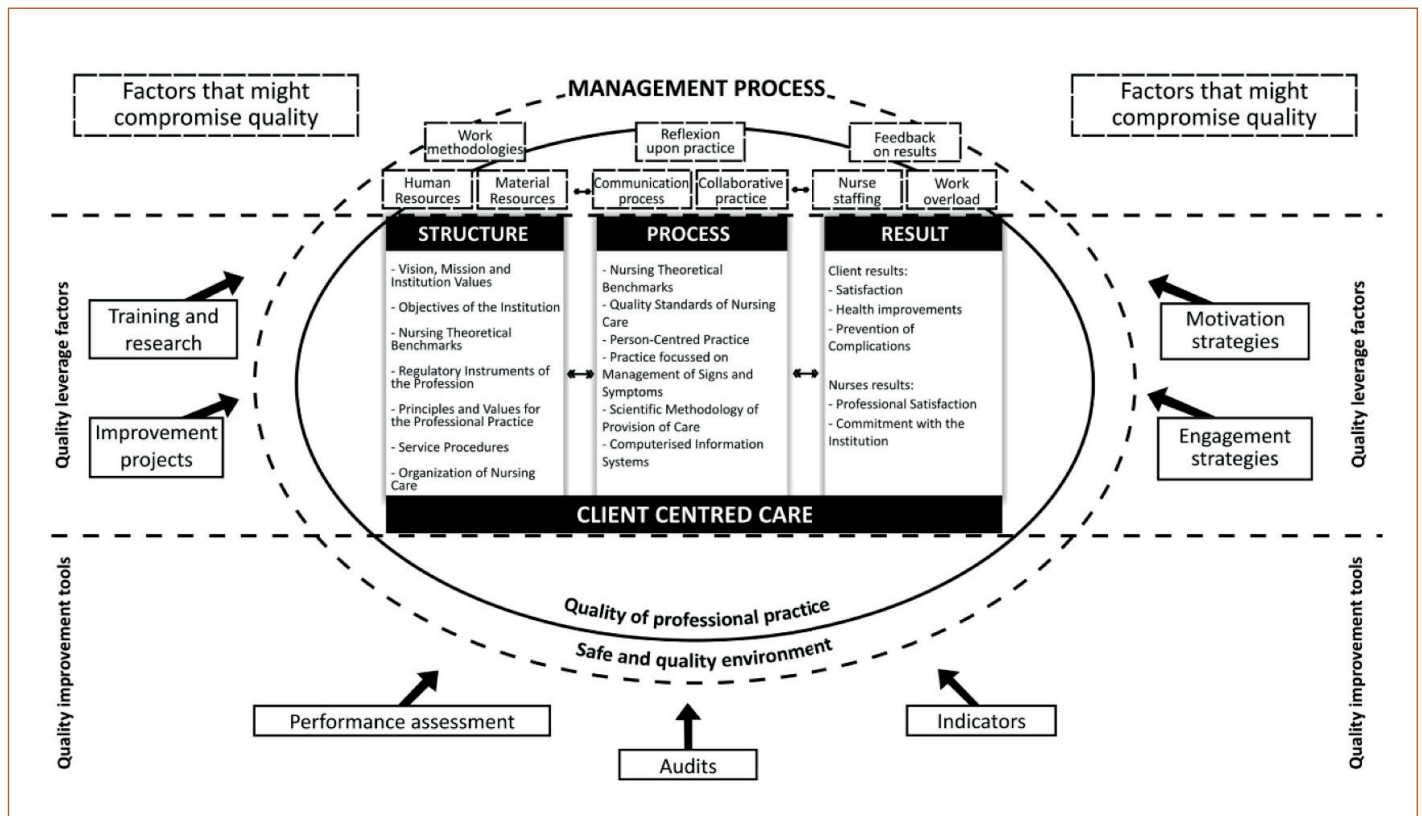 MANAGEMENT PROCESS
Factors that might
compromise quality
Factors that might
compromise quality
Work
methodologies
Reflexion
upon practice
Feedback
on results
Human
Resources
Material
Resources
Communication
process
Collaborative
practice
Nurse
staffing
Work
overload
Quality leverage factors
Training and
research
Improvement
projects
STRUCTURE
- Vision, Mission and
Institution Values
- Objectives of the Institution
- Nursing Theoretical
Benchmarks
- Regulatory Instruments of
the Profession
- Principles and Values for
the Professional Practice
- Service Procedures
- Organization of Nursing
Care
PROCESS
- Nursing Theoretical
Benchmarks
- Quality Standards of Nursing
Care
- Person-Centred Practice
- Practice focussed on
Management of Signs and
Symptoms
- Scientific Methodology of
Provision of Care
- Computerised Information
Systems
RESULT
Client results:
- Satisfaction
- Health improvements
- Prevention of
Complications
Nurses results:
- Professional Satisfaction
- Commitment with the
Institution
Motivation
strategies
Engagement
strategies
Quality leverage factors
CLIENT CENTRED CARE
Quality of professional practice
Safe and quality environment
Quality improvement tools
Performance assessment
Audits
Indicators
Quality improvement tools